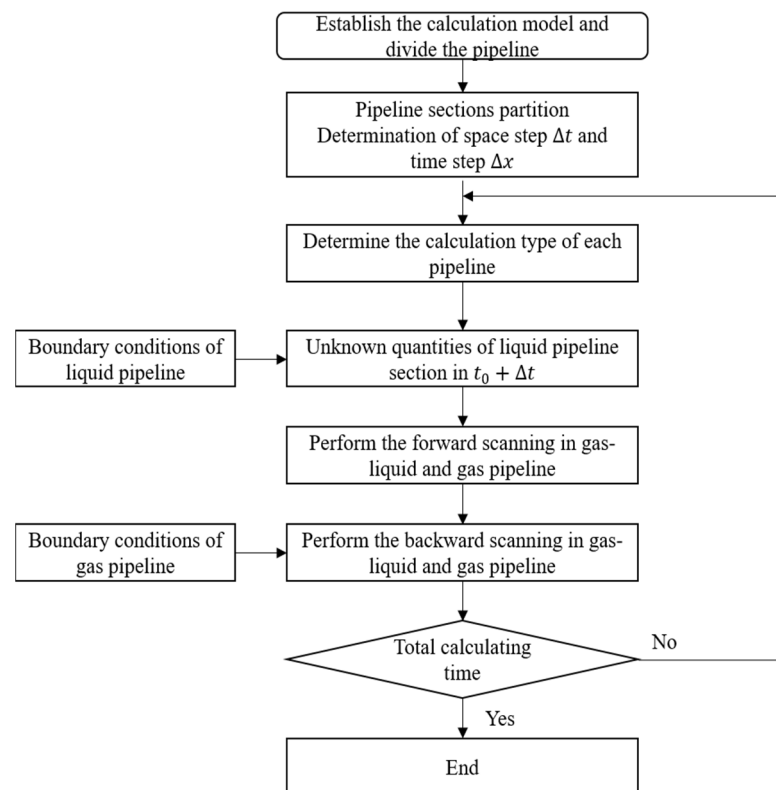 Establish the calculation model and
divide the pipeline
Pipeline sections partition
Determination of space step Δt and
time step Δx
Determine the calculation type of each
pipeline
Boundary conditions of
liquid pipeline
Unknown quantities of liquid pipeline
section in t₀ + Δt
Perform the forward scanning in gas-
liquid and gas pipeline
Boundary conditions of
gas pipeline
Perform the backward scanning in gas-
liquid and gas pipeline
Total calculating
time
No
Yes
End